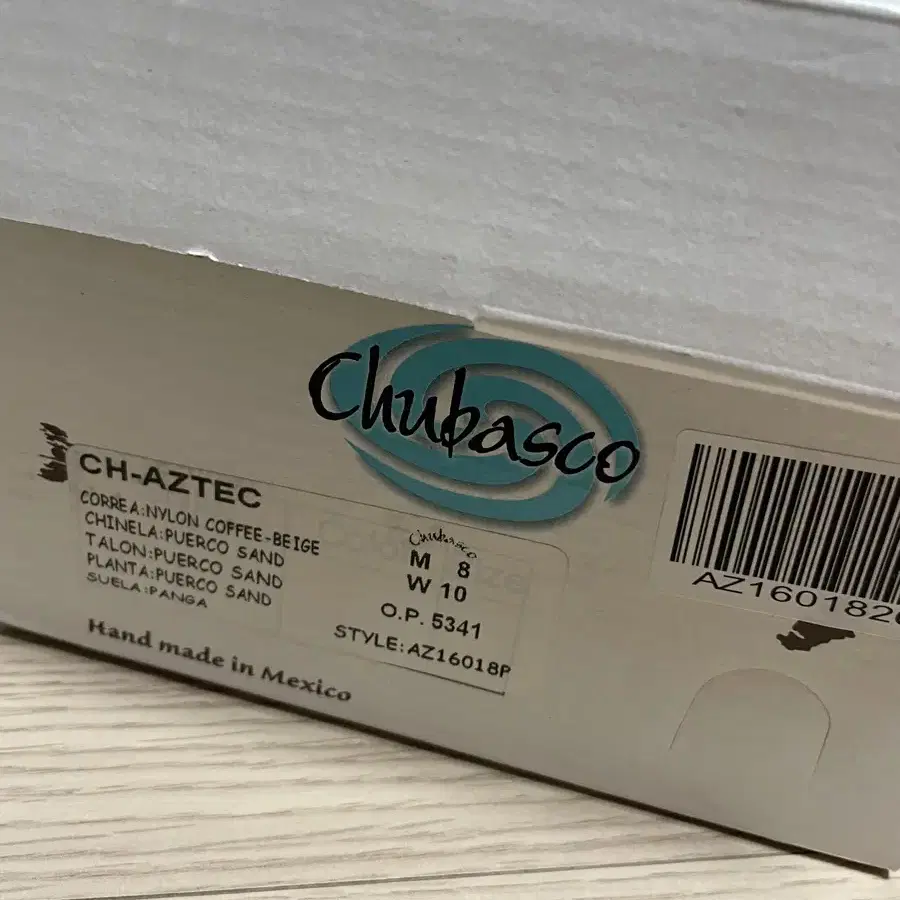 Chubasco
CH-AZTEC
CORREA:NYLON COFFEE-BEIGE
CHINELA:PUERCO SAND
TALON:PUERCO SAND
PLANTA:PUERCO SAND
SUELA:PANGA
Chubasco
M 8
W 10
O.P. 5341
STYLE:AZ16018P
Hand made in Mexico
AZ1601820